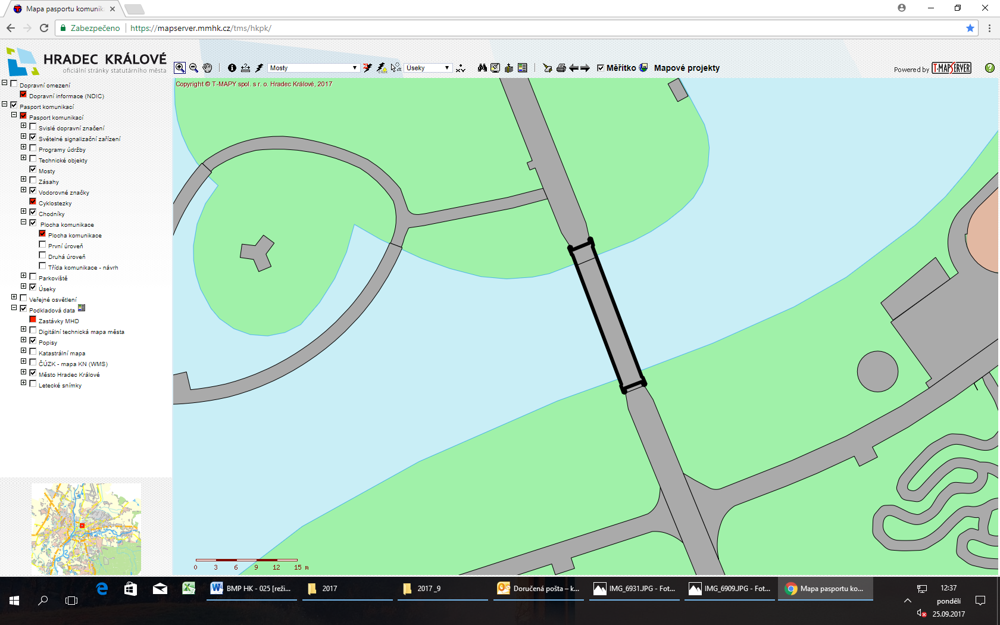 Mapa pasportu komunik
Zabezpečeno https://mapserver.mmhk.cz/tms/hkpk/
HRADEC KRÁLOVÉ
oficiální stránky statutárního města
Mosty
Úseky
Měřítko
Mapové projekty
Powered by T-MAPSERVER
Copyright © T-MAPY spol. s r. o. Hradec Králové, 2017
Dopravní omezení
Dopravní informace (NDIC)
Pasport komunikací
Pasport komunikací
Svislé dopravní značení
Světelné signalizační zařízení
Programy údržby
Technické objekty
Mosty
Zásahy
Vodorovné značky
Cyklostezky
Chodníky
Plocha komunikace
Plocha komunikace
První úroveň
Druhá úroveň
Třída komunikace - návrh
Parkoviště
Úseky
Veřejné osvětlení
Podkladová data
Zastávky MHD
Digitální technická mapa města
Popisy
Katastrální mapa
ČÚZK - mapa KN (WMS)
Město Hradec Králové
Letecké snímky
0 3 6 9 12 15 m
BMP HK - 025 [reži...
2017
2017 _9
Doručená pošta – k...
IMG_6931.JPG - Fot...
IMG_6909.JPG - Fot...
Mapa pasportu ko...
12:37
pondělí
25.09.2017